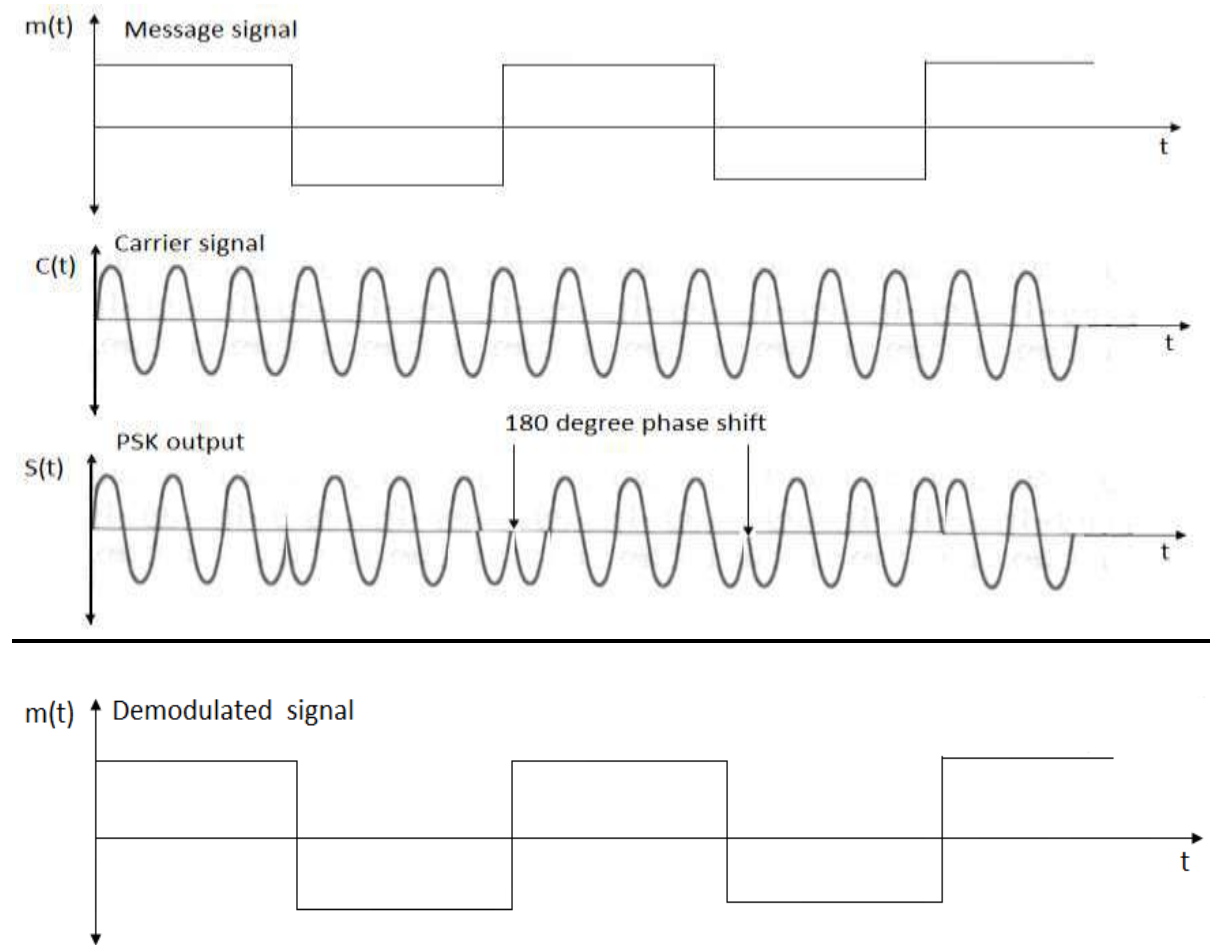 m(t)
Message signal
t
Carrier signal
C(t)
t
180 degree phase shift
PSK output
S(t)
t
m(t)
Demodulated signal
t